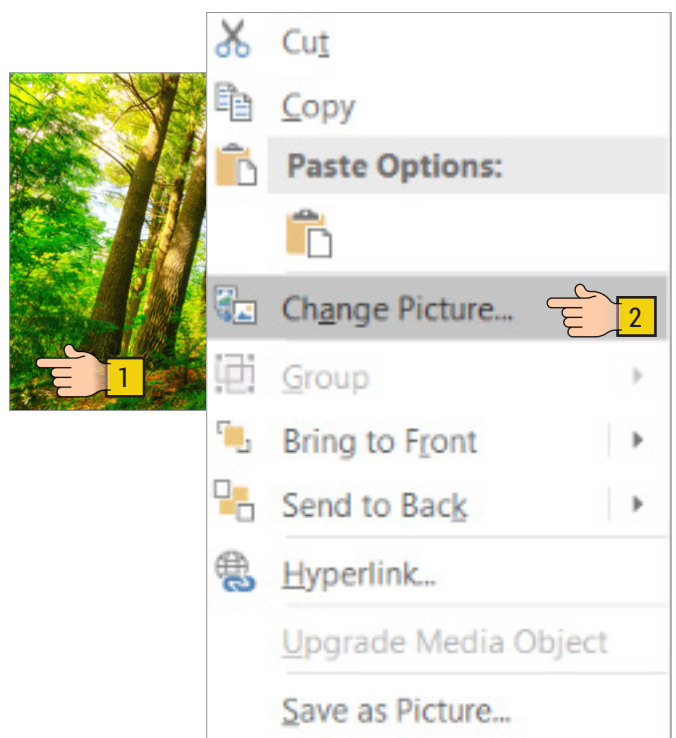 Cut
Copy
Paste Options:
Change Picture...
2
1
Group
Bring to Front
Send to Back
Hyperlink...
Upgrade Media Object
Save as Picture...